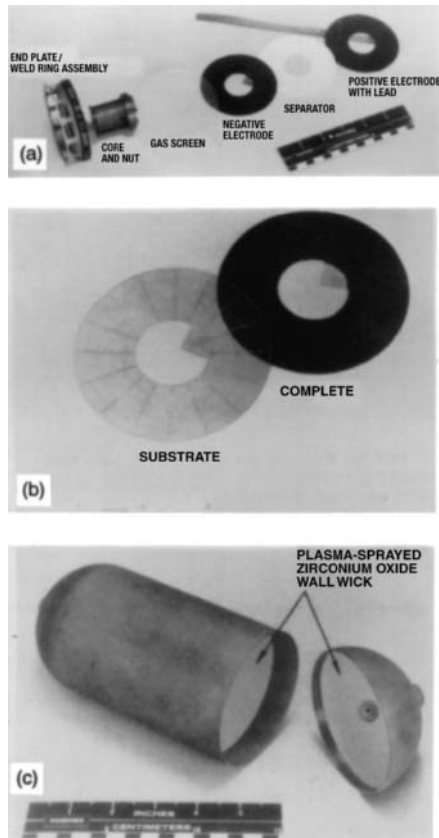 (a)
END PLATE/
WELD RING ASSEMBLY
CORE
AND NUT
GAS SCREEN
NEGATIVE
ELECTRODE
SEPARATOR
POSITIVE ELECTRODE
WITH LEAD
(b)
SUBSTRATE
COMPLETE
(c)
PLASMA-SPRAYED
ZIRCONIUM OXIDE
WALL WICK
INCHES
CENTIMETERS